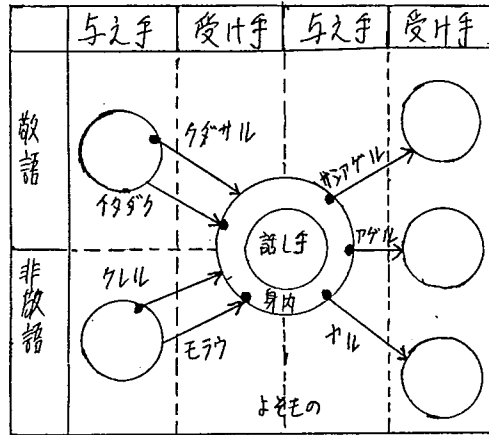 与え手 受け手 与え手 受け手
敬語
クダサル
イタダク
サシアゲル
話し手
アゲル
身内
非敬語
クレル
モラウ
ヤル
よそもの